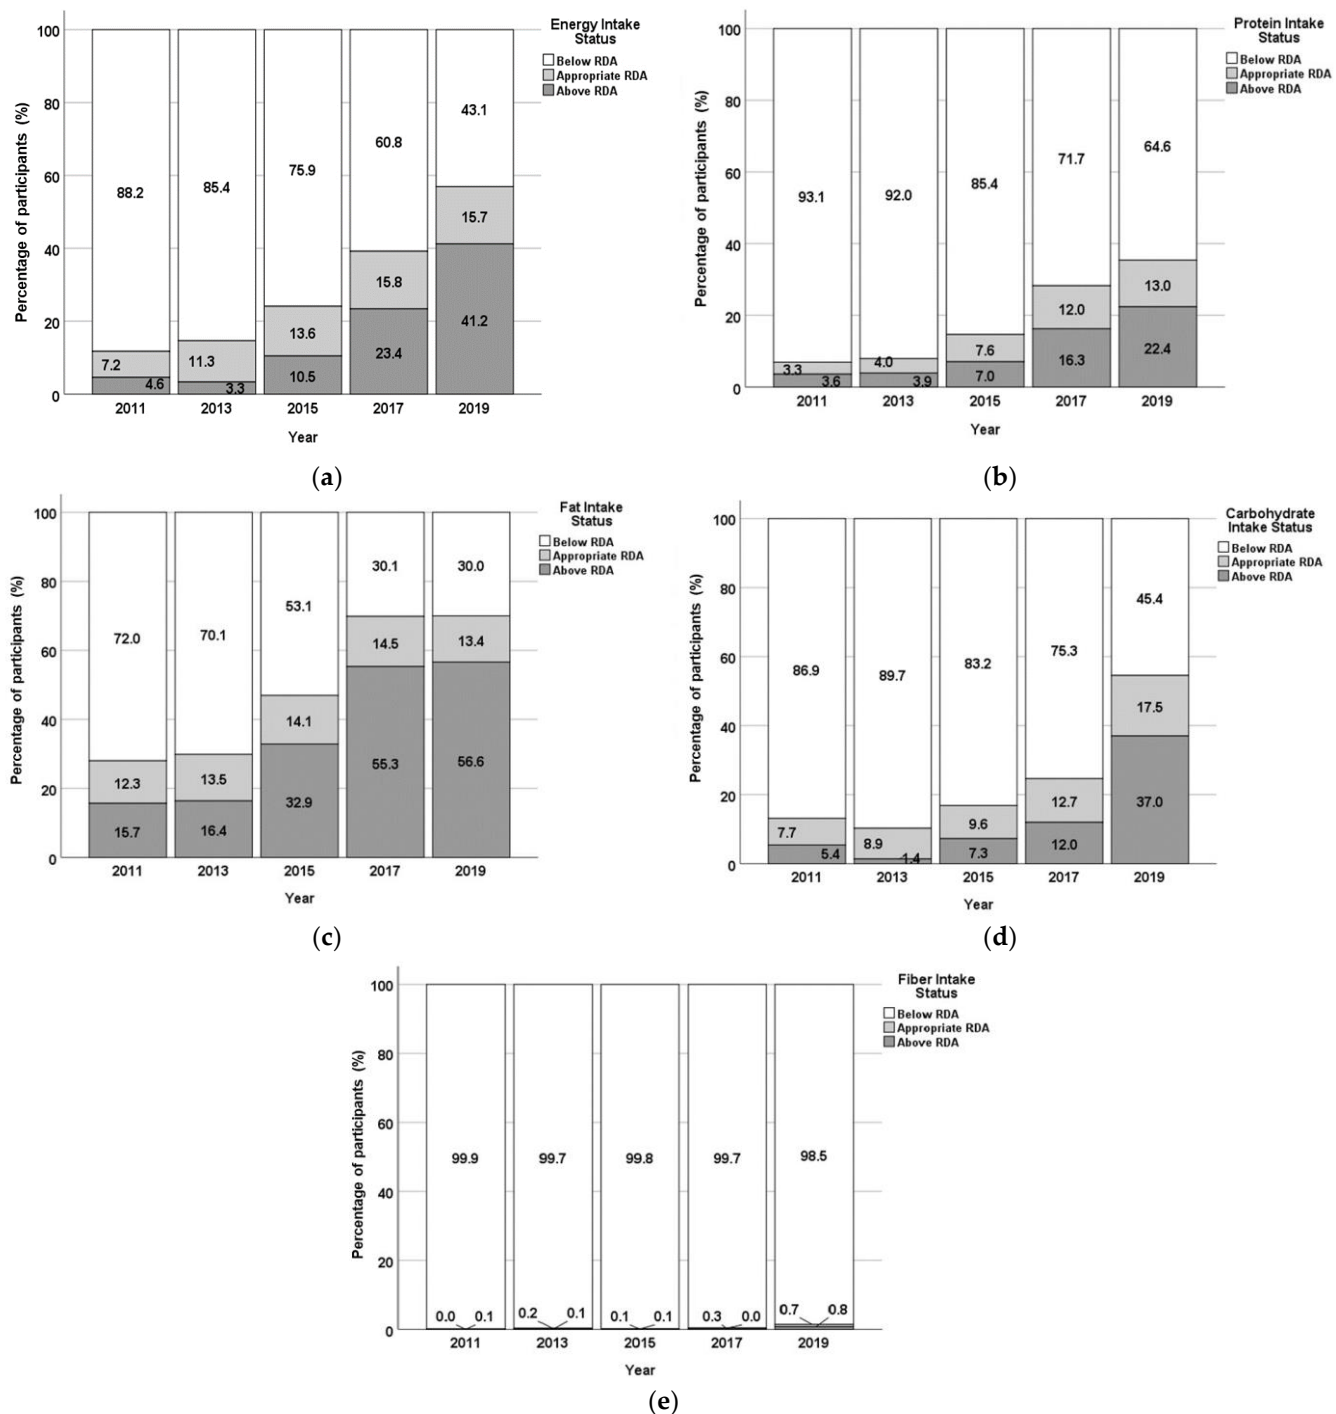 Energy Intake
Status
Below RDA
Appropriate RDA
Above RDA
Percentage of participants (%)
100
80
60
40
20
0
88.2
85.4
75.9
60.8
43.1
7.2
11.3
13.6
15.8
15.7
4.6
3.3
10.5
23.4
41.2
2011 2013 2015 2017 2019
Year
(a)
Protein Intake
Status
Below RDA
Appropriate RDA
Above RDA
Percentage of participants (%)
100
80
60
40
20
0
93.1
92.0
85.4
71.7
64.6
3.3
4.0
7.6
12.0
13.0
3.6
3.9
7.0
16.3
22.4
2011 2013 2015 2017 2019
Year
(b)
Fat Intake
Status
Below RDA
Appropriate RDA
Above RDA
Percentage of participants (%)
100
80
60
40
20
0
72.0
70.1
53.1
30.1
30.0
12.3
13.5
14.1
14.5
13.4
15.7
16.4
32.9
55.3
56.6
2011 2013 2015 2017 2019
Year
(c)
Carbohydrate
Intake Status
Below RDA
Appropriate RDA
Above RDA
Percentage of participants (%)
100
80
60
40
20
0
86.9
89.7
83.2
75.3
45.4
7.7
8.9
9.6
12.7
17.5
5.4
1.4
7.3
12.0
37.0
2011 2013 2015 2017 2019
Year
(d)
Fiber Intake
Status
Below RDA
Appropriate RDA
Above RDA
Percentage of participants (%)
100
80
60
40
20
0
99.9
99.7
99.8
99.7
98.5
0.0 0.1
0.2 0.1
0.1 0.1
0.3 0.0
0.7 0.8
2011 2013 2015 2017 2019
Year
(e)